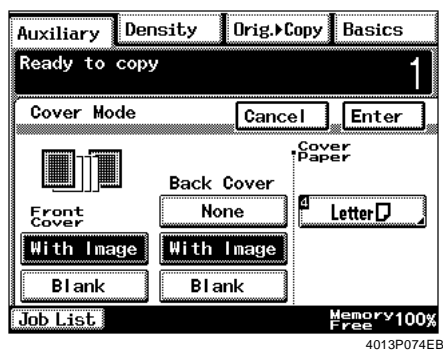 Auxiliary Density Orig.▶Copy Basics
Ready to copy 1
Cover Mode Cancel Enter
Cover
Paper
Back Cover
Front
Cover
None
4 Letter
With Image With Image
Blank Blank
Job List Memory
Free 100%
4013P074EB